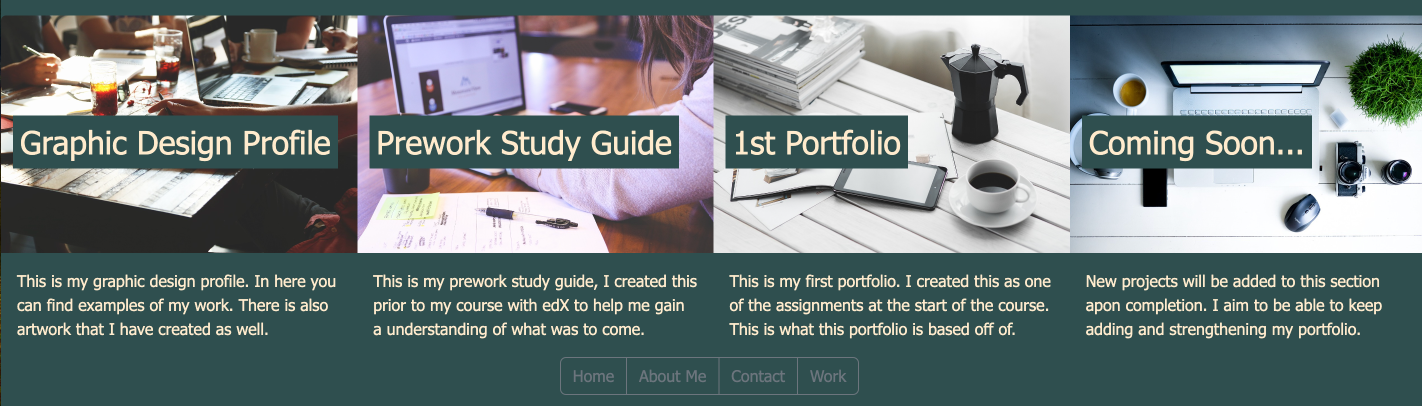 Graphic Design Profile
Prework Study Guide
1st Portfolio
Coming Soon...
This is my graphic design profile. In here you
can find examples of my work. There is also
artwork that I have created as well.
This is my prework study guide, I created this
prior to my course with edX to help me gain
a understanding of what was to come.
This is my first portfolio. I created this as one
of the assignments at the start of the course.
This is what this portfolio is based off of.
New projects will be added to this section
apon completion. I aim to be able to keep
adding and strengthening my portfolio.
Home About Me Contact Work